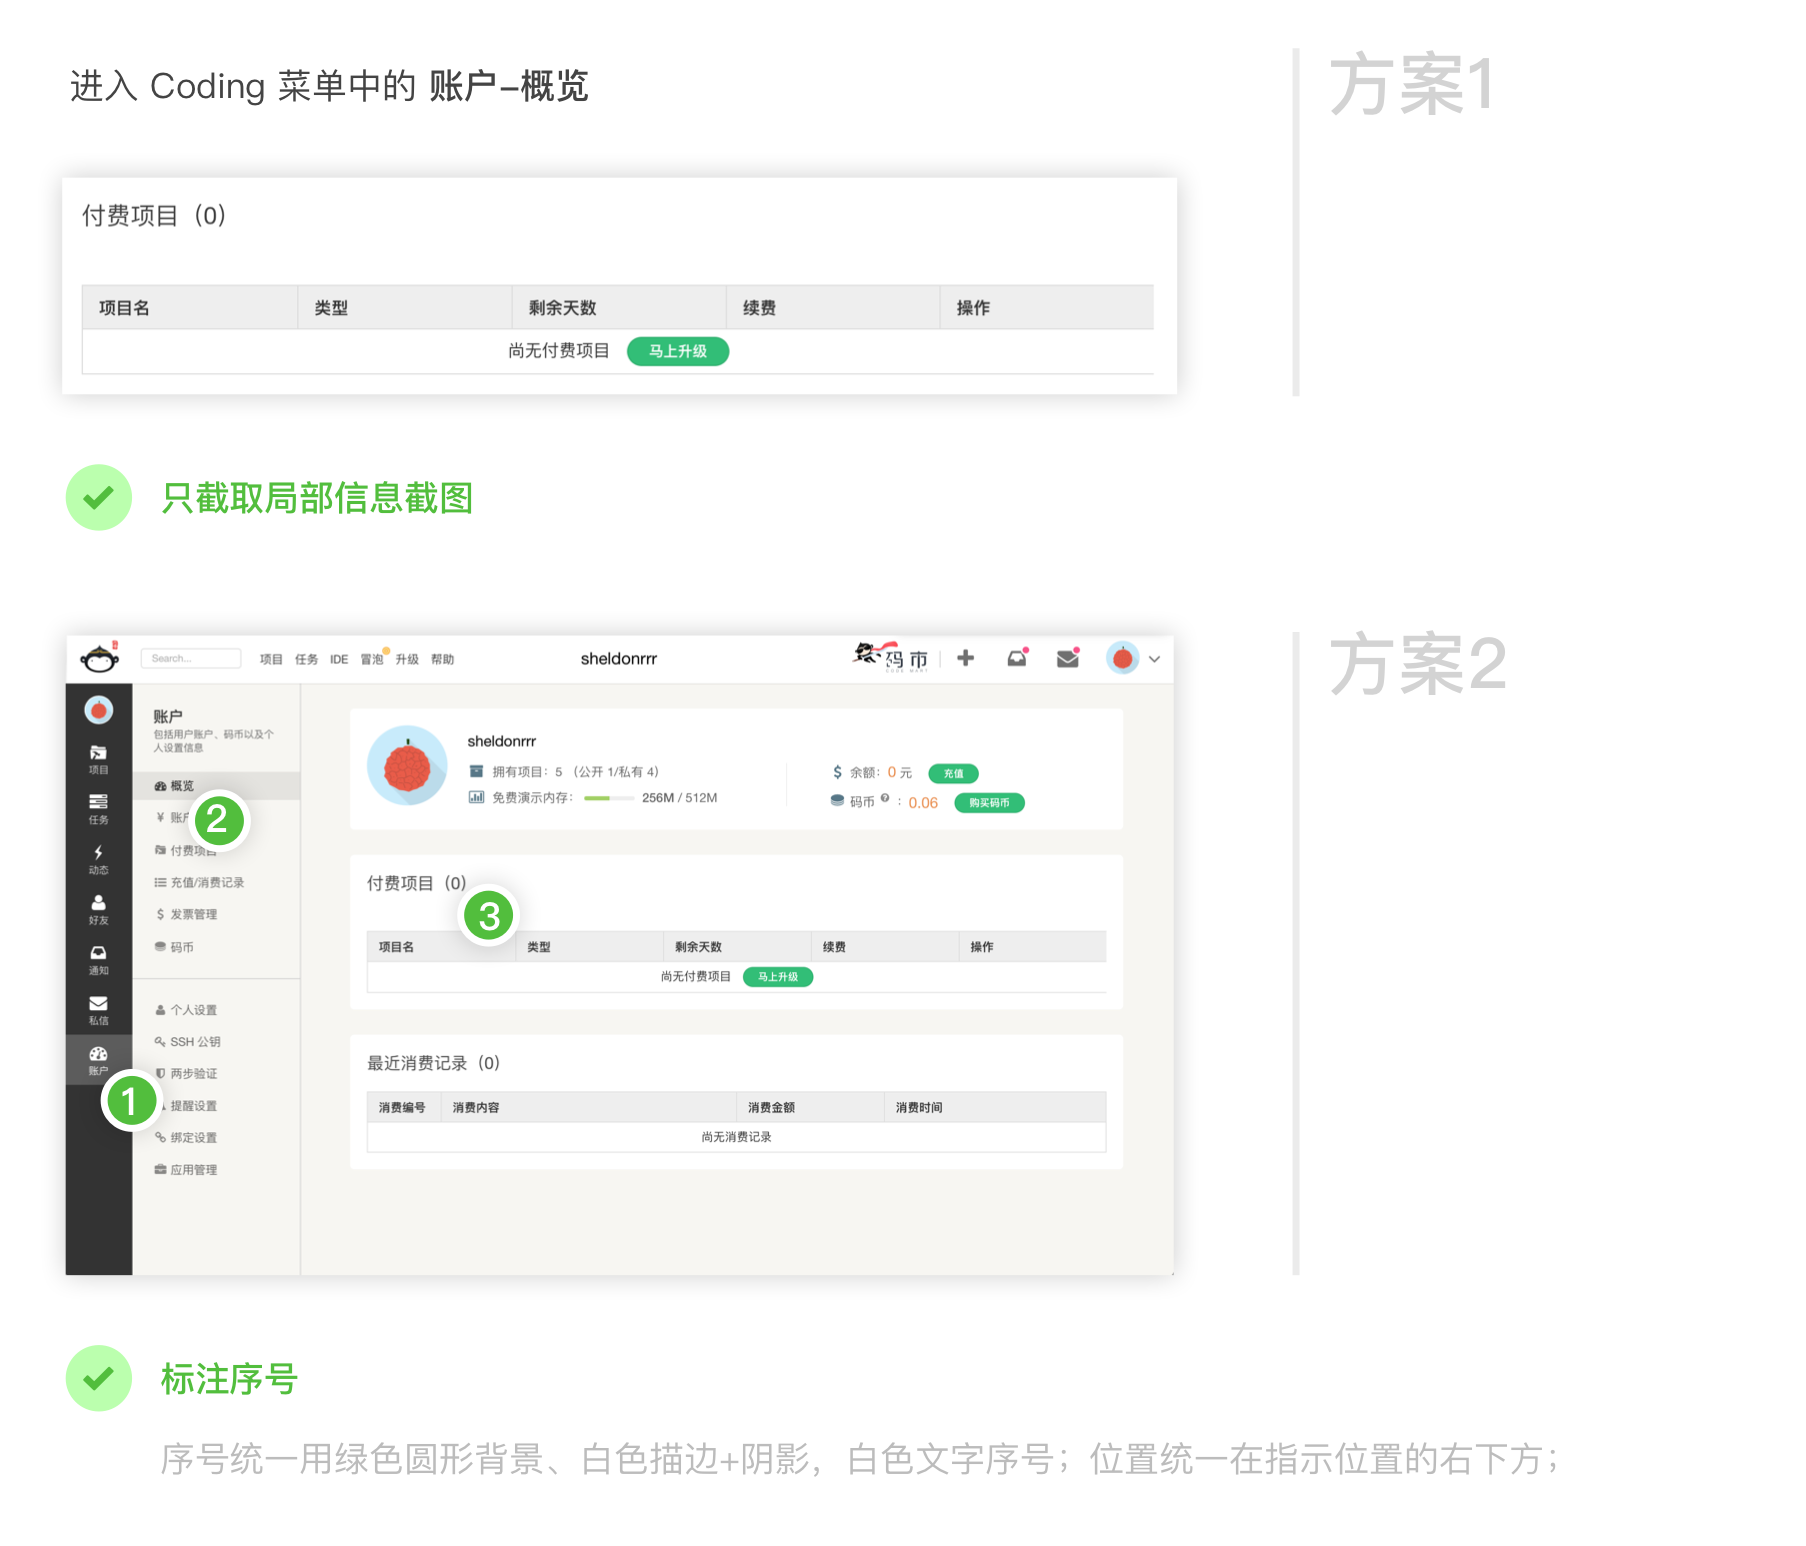 进入 Coding 菜单中的 账户-概览
方案1
付费项目（0）
项目名 类型 剩余天数 续费 操作
尚无付费项目 马上升级
只截取局部信息截图
方案2
Search... 项目 任务 IDE 冒泡 升级 帮助 sheldonrrr 码市
项目
任务
动态
好友
通知
私信
账户
1
账户
包括用户账户、码币以及个
人设置信息
概览
2
付费项目
充值/消费记录
发票管理
码币
个人设置
SSH 公钥
两步验证
提醒设置
绑定设置
应用管理
sheldonrrr
拥有项目：5 （公开 1/私有 4）
免费演示内存： 256M / 512M
余额：0 元 充值
码币 ：0.06 购买码币
付费项目（0）
3
项目名 类型 剩余天数 续费 操作
尚无付费项目 马上升级
最近消费记录（0）
消费编号 消费内容 消费金额 消费时间
尚无消费记录
标注序号
序号统一用绿色圆形背景、白色描边+阴影，白色文字序号；位置统一在指示位置的右下方；